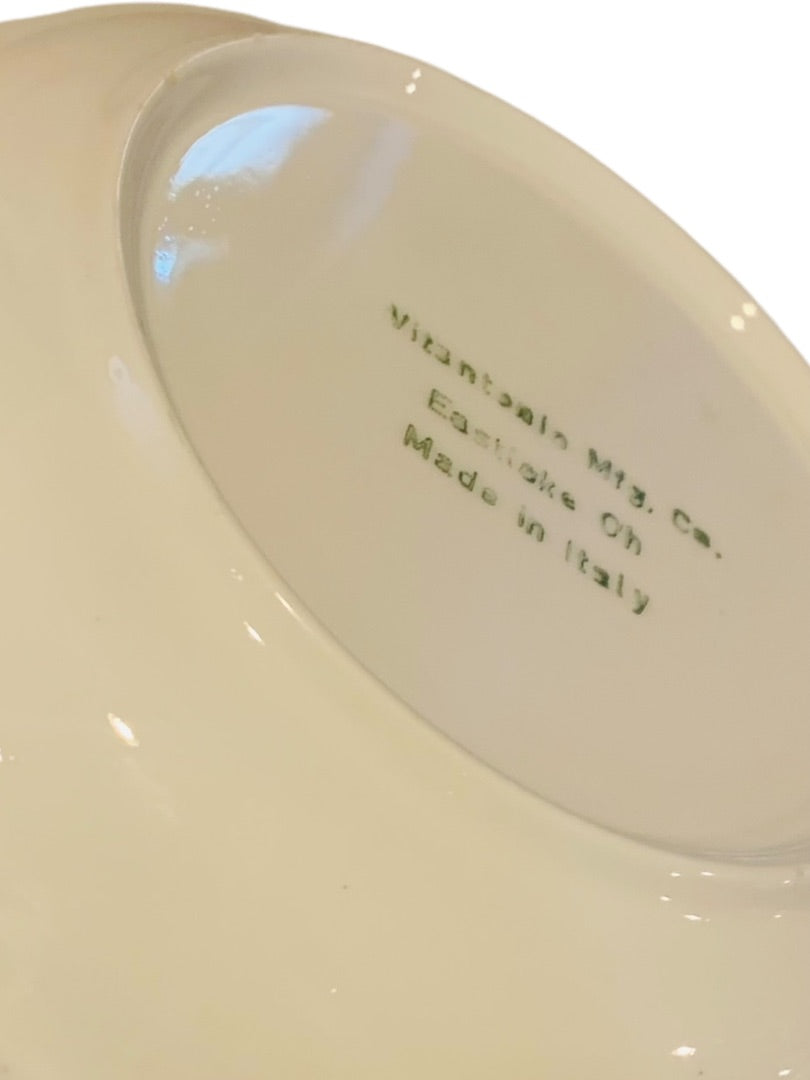 Vitantonio Mfg. Co.
Eastlake Oh
Made in Italy